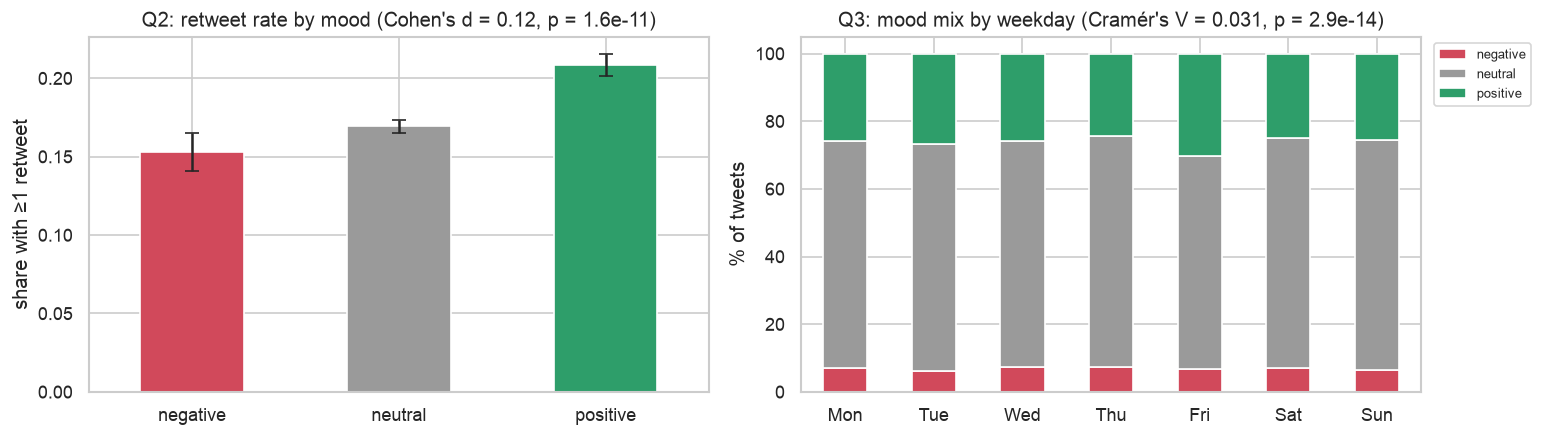 Q2: retweet rate by mood (Cohen's d = 0.12, p = 1.6e-11)
share with ≥1 retweet
0.20
0.15
0.10
0.05
0.00
negative
neutral
positive
Q3: mood mix by weekday (Cramér's V = 0.031, p = 2.9e-14)
% of tweets
100
80
60
40
20
0
Mon
Tue
Wed
Thu
Fri
Sat
Sun
negative
neutral
positive